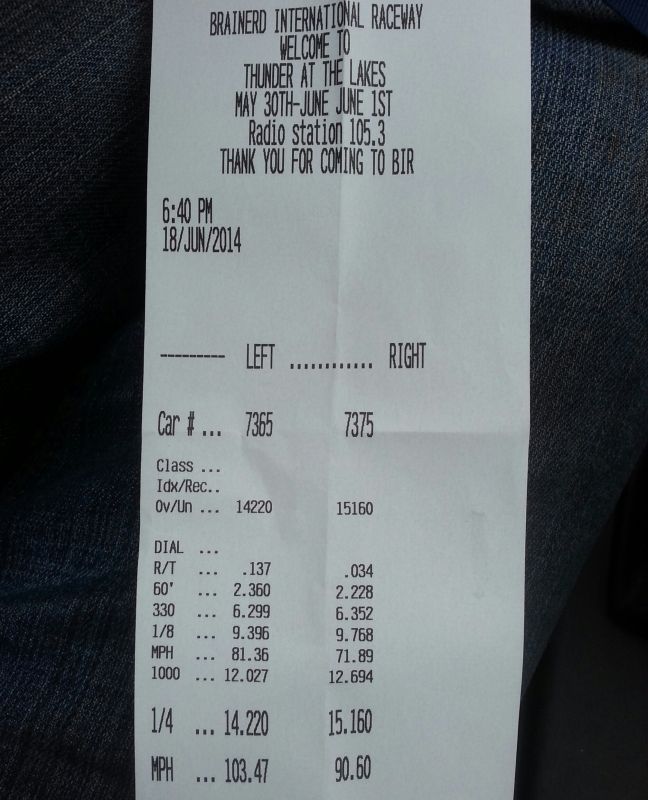 BRAINERD INTERNATIONAL RACEWAY
WELCOME TO
THUNDER AT THE LAKES
MAY 30TH-JUNE JUNE 1ST
Radio station 105.3
THANK YOU FOR COMING TO BIR
6:40 PM
18/JUN/2014
--------- LEFT ............ RIGHT
Car # ... 7365 7375
Class ...
Idx/Rec..
Ov/Un ... 14220 15160
DIAL ...
R/T ... .137 .034
60' ... 2.360 2.228
330 ... 6.299 6.352
1/8 ... 9.396 9.768
MPH ... 81.36 71.89
1000 ... 12.027 12.694
1/4 ... 14.220 15.160
MPH ... 103.47 90.60